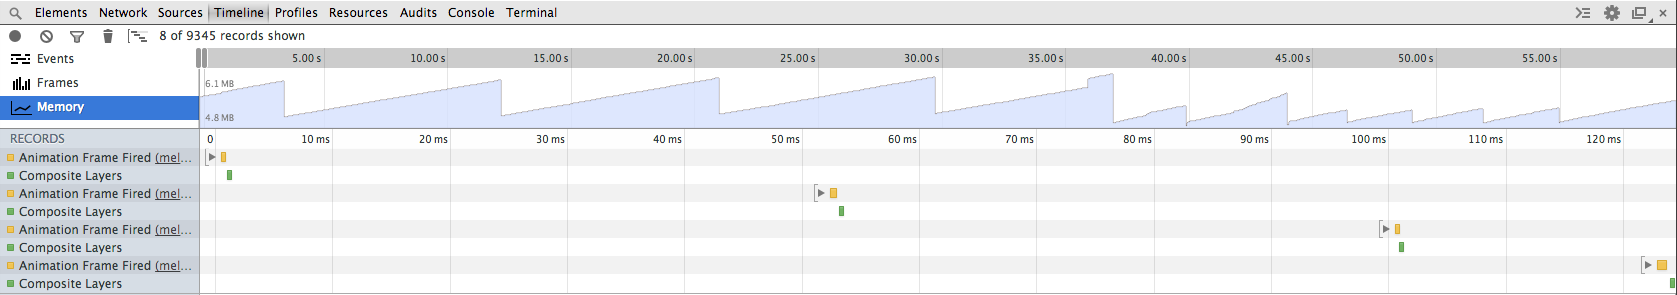 Elements Network Sources Timeline Profiles Resources Audits Console Terminal
8 of 9345 records shown
Events 5.00 s 10.00 s 15.00 s 20.00 s 25.00 s 30.00 s 35.00 s 40.00 s 45.00 s 50.00 s 55.00 s
Frames 6.1 MB
Memory
4.8 MB
RECORDS 0 10 ms 20 ms 30 ms 40 ms 50 ms 60 ms 70 ms 80 ms 90 ms 100 ms 110 ms 120 ms
Animation Frame Fired (mel...
Composite Layers
Animation Frame Fired (mel...
Composite Layers
Animation Frame Fired (mel...
Composite Layers
Animation Frame Fired (mel...
Composite Layers